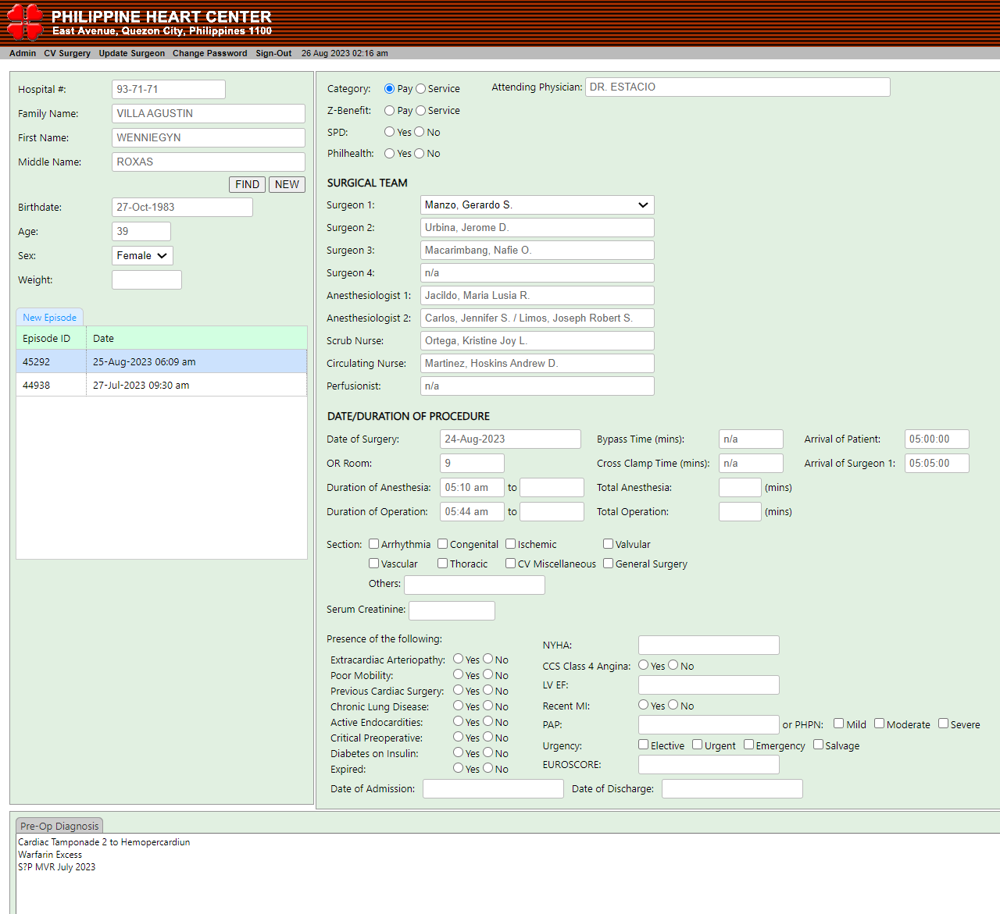 PHILIPPINE HEART CENTER
East Avenue, Quezon City, Philippines 1100
Admin CV Surgery Update Surgeon Change Password Sign-Out 26 Aug 2023 02:16 am
Hospital #: 93-71-71
Family Name: VILLA AGUSTIN
First Name: WENNIEGYN
Middle Name: ROXAS
FIND NEW
Birthdate: 27-Oct-1983
Age: 39
Sex: Female
Weight:
New Episode
Episode ID Date
45292 25-Aug-2023 06:09 am
44938 27-Jul-2023 09:30 am
Category: Pay Service Attending Physician: DR. ESTACIO
Z-Benefit: Pay Service
SPD: Yes No
Philhealth: Yes No
SURGICAL TEAM
Surgeon 1: Manzo, Gerardo S.
Surgeon 2: Urbina, Jerome D.
Surgeon 3: Macarimbang, Nafie O.
Surgeon 4: n/a
Anesthesiologist 1: Jacildo, Maria Lusia R.
Anesthesiologist 2: Carlos, Jennifer S. / Limos, Joseph Robert S.
Scrub Nurse: Ortega, Kristine Joy L.
Circulating Nurse: Martinez, Hoskins Andrew D.
Perfusionist: n/a
DATE/DURATION OF PROCEDURE
Date of Surgery: 24-Aug-2023 Bypass Time (mins): n/a Arrival of Patient: 05:00:00
OR Room: 9 Cross Clamp Time (mins): n/a Arrival of Surgeon 1: 05:05:00
Duration of Anesthesia: 05:10 am to Total Anesthesia: (mins)
Duration of Operation: 05:44 am to Total Operation: (mins)
Section: Arrhythmia Congenital Ischemic Valvular
Vascular Thoracic CV Miscellaneous General Surgery
Others:
Serum Creatinine:
Presence of the following:
Extracardiac Arteriopathy: Yes No
Poor Mobility: Yes No
Previous Cardiac Surgery: Yes No
Chronic Lung Disease: Yes No
Active Endocardities: Yes No
Critical Preoperative: Yes No
Diabetes on Insulin: Yes No
Expired: Yes No
NYHA:
CCS Class 4 Angina: Yes No
LV EF:
Recent MI: Yes No
PAP: or PHPN: Mild Moderate Severe
Urgency: Elective Urgent Emergency Salvage
EUROSCORE:
Date of Admission: Date of Discharge:
Pre-Op Diagnosis
Cardiac Tamponade 2 to Hemopercardiun
Warfarin Excess
S?P MVR July 2023